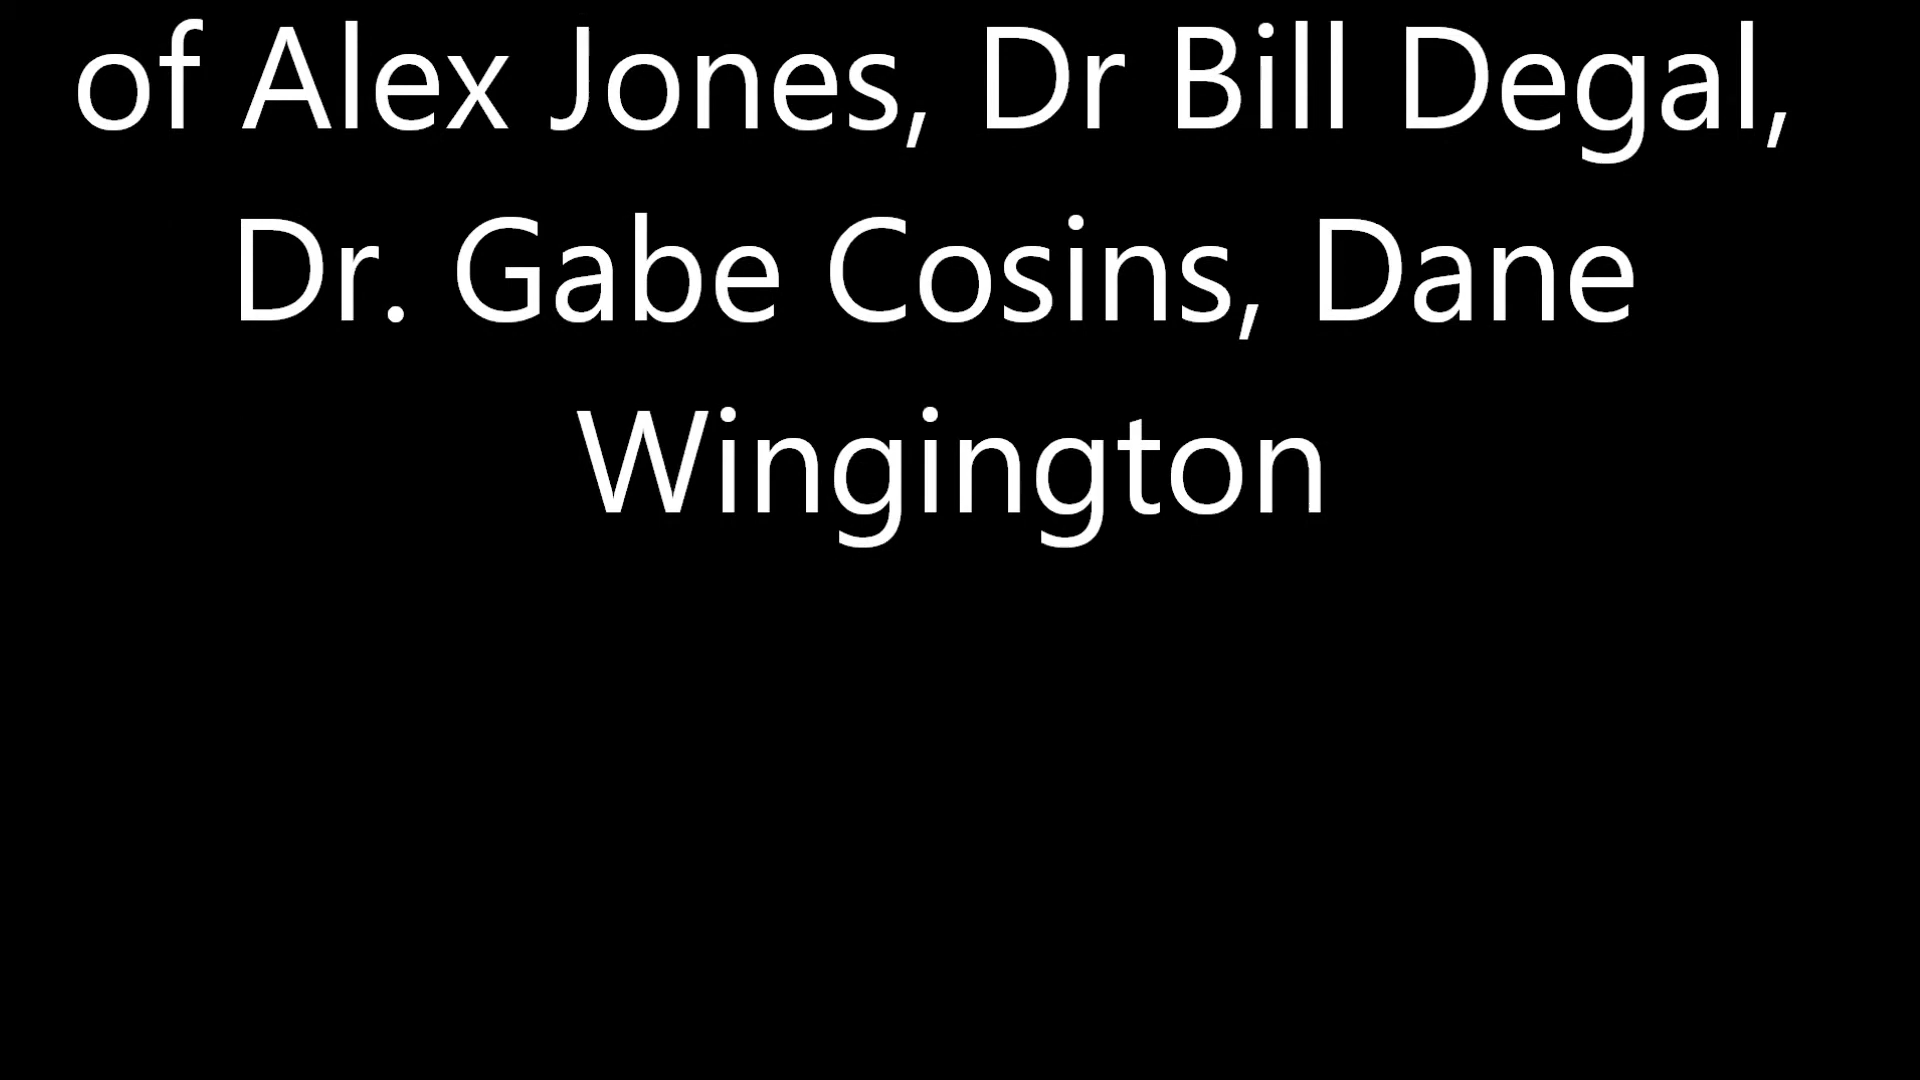 of Alex Jones, Dr Bill Degal,
Dr. Gabe Cosins, Dane
Wingington